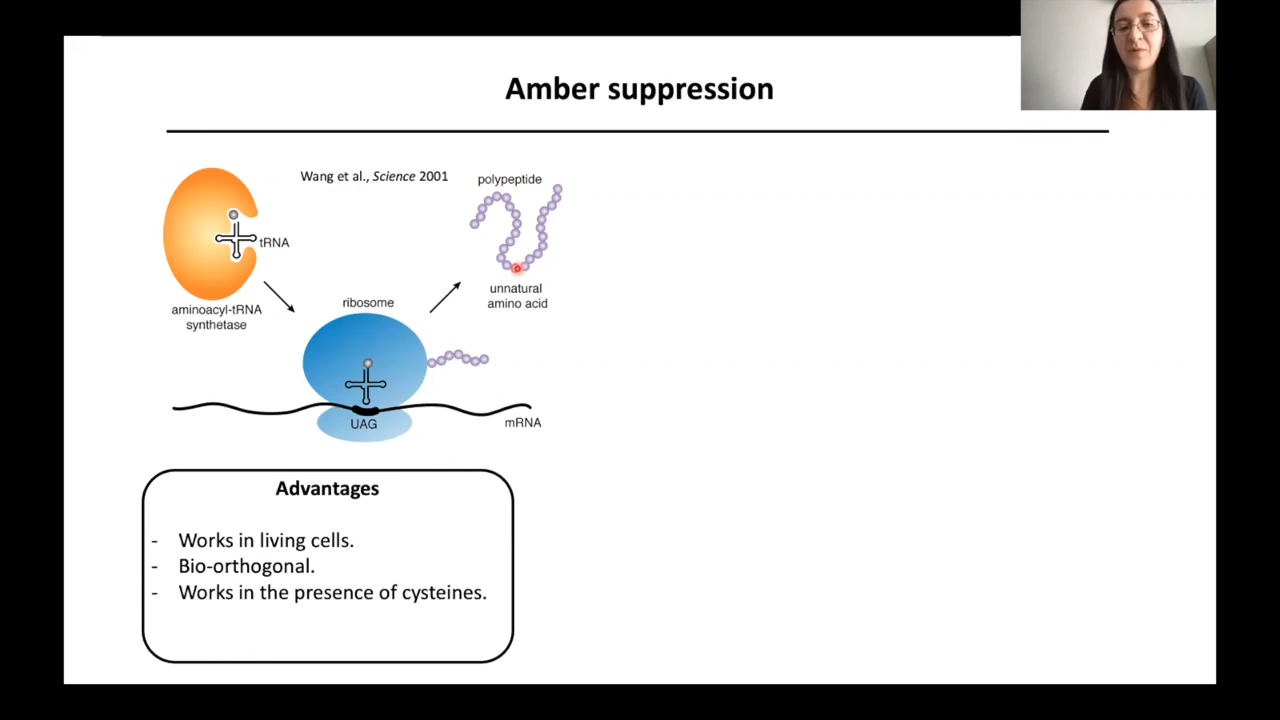 Amber suppression
Wang et al., Science 2001
polypeptide
tRNA
unnatural
amino acid
aminoacyl-tRNA
synthetase
ribosome
UAG
mRNA
Advantages
- Works in living cells.
- Bio-orthogonal.
- Works in the presence of cysteines.